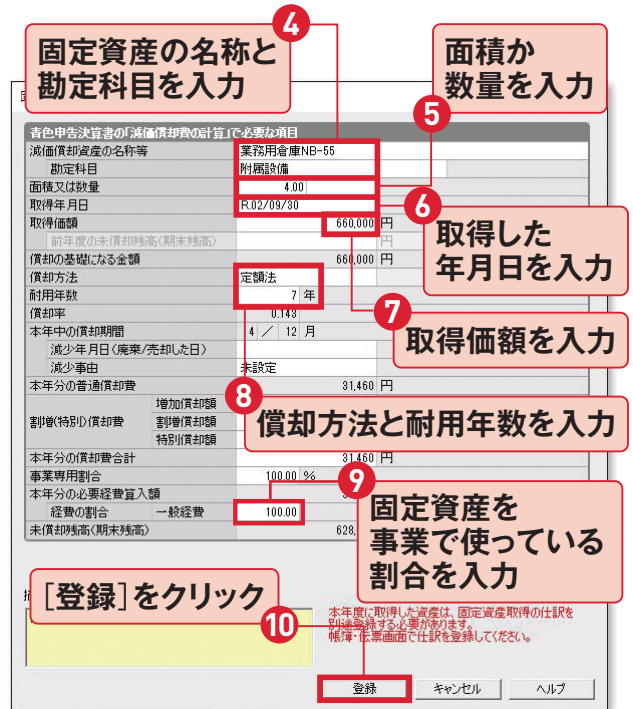 ④
固定資産の名称と
勘定科目を入力
面積か
数量を入力
⑤
青色申告決算書の「減価償却費の計算」で必要な項目
減価償却資産の名称等 業務用倉庫NB-55
勘定科目 附属設備
面積又は数量 4.00
取得年月日 R.02/09/30
⑥
取得した
年月日を入力
取得価額 660,000 円
前年度の未償却残高(期末残高) 円
償却の基礎になる金額 660,000 円
償却方法 定額法
耐用年数 7 年
⑦
取得価額を入力
償却率 0.143
本年中の償却期間 4 / 12 月
減少年月日(廃棄/売却した日)
減少事由 未設定
本年分の普通償却費 31,460 円
⑧
償却方法と耐用年数を入力
割増(特別)償却費 増加償却額
割増償却額
特別償却額
本年分の償却費合計 31,460 円
事業専用割合 100.00 %
⑨
固定資産を
事業で使っている
割合を入力
本年分の必要経費算入額
経費の割合 一般経費 100.00
未償却残高(期末残高) 628,
[登録]をクリック
⑩
本年度に取得した資産は、固定資産取得の仕訳を
別途登録する必要があります。
帳簿・伝票画面で仕訳を登録してください。
登録 キャンセル ヘルプ